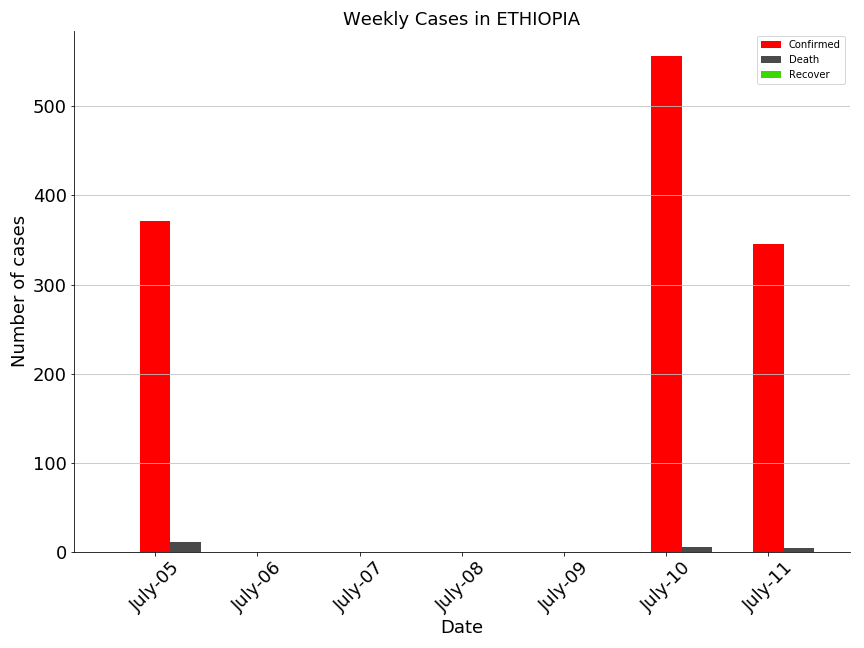 Weekly Cases in ETHIOPIA
Confirmed
Death
Recover
Number of cases
500
400
300
200
100
0
July-05
July-06
July-07
July-08
July-09
July-10
July-11
Date